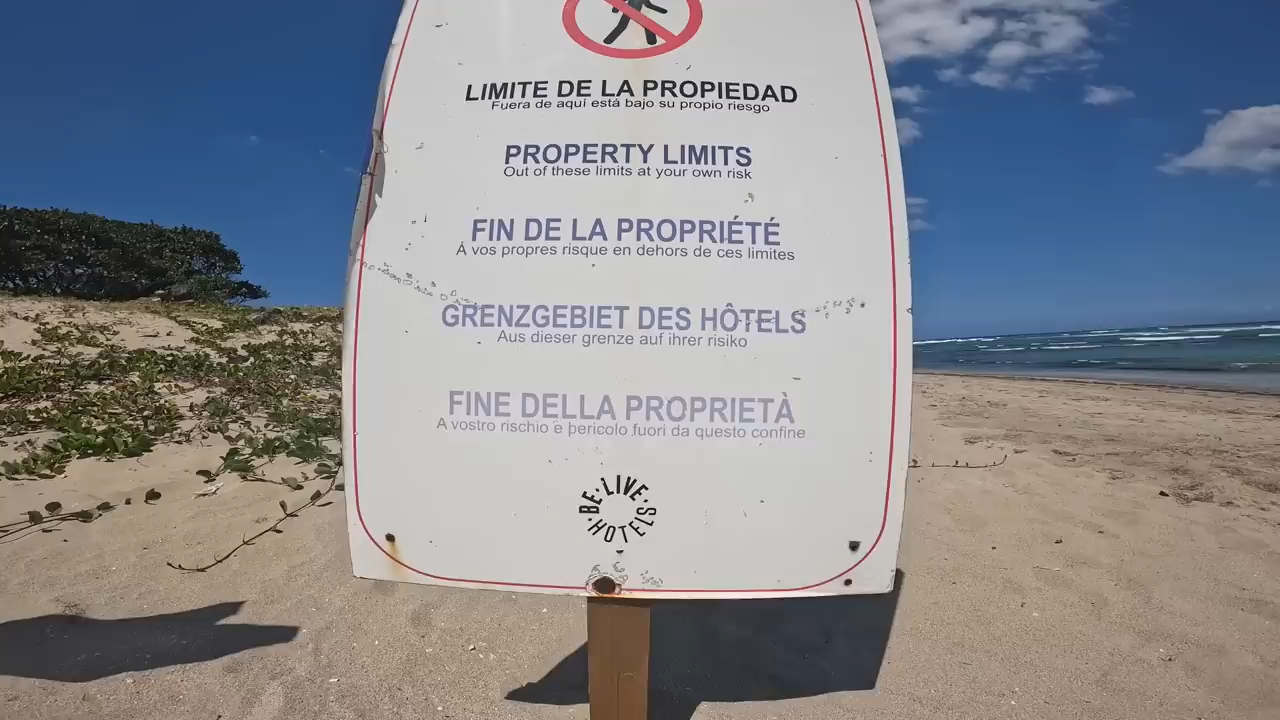 LIMITE DE LA PROPIEDAD
Fuera de aquí está bajo su propio riesgo
PROPERTY LIMITS
Out of these limits at your own risk
FIN DE LA PROPRIÉTÉ
Á vos propres risque en dehors de ces limites
GRENZGEBIET DES HÔTELS
Aus dieser grenze auf ihrer risiko
FINE DELLA PROPRIETÀ
A vostro rischio e pericolo fuori da questo confine
BE·LIVE·HOTELS·